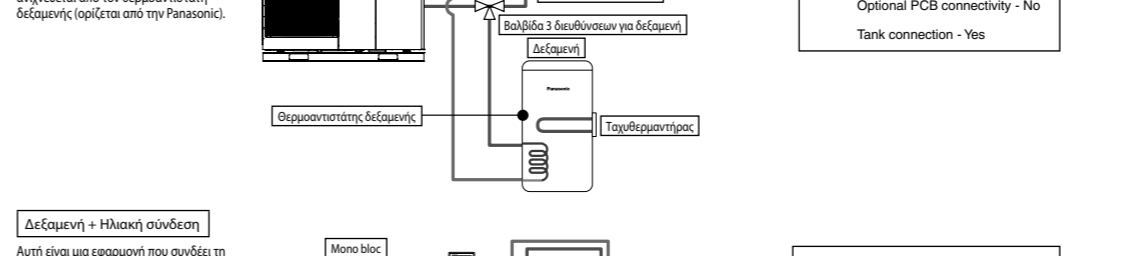 δεξαμενής (ορίζεται από την Panasonic).
Optional PCB connectivity - No
Tank connection - Yes
Βαλβίδα 3 διευθύνσεων για δεξαμενή
Δεξαμενή
Panasonic
Θερμοαντιστάτης δεξαμενής
Ταχυθερμαντήρας
Δεξαμενή + Ηλιακή σύνδεση
Αυτή είναι μια εφαρμογή που συνδέει τη
Mono bloc